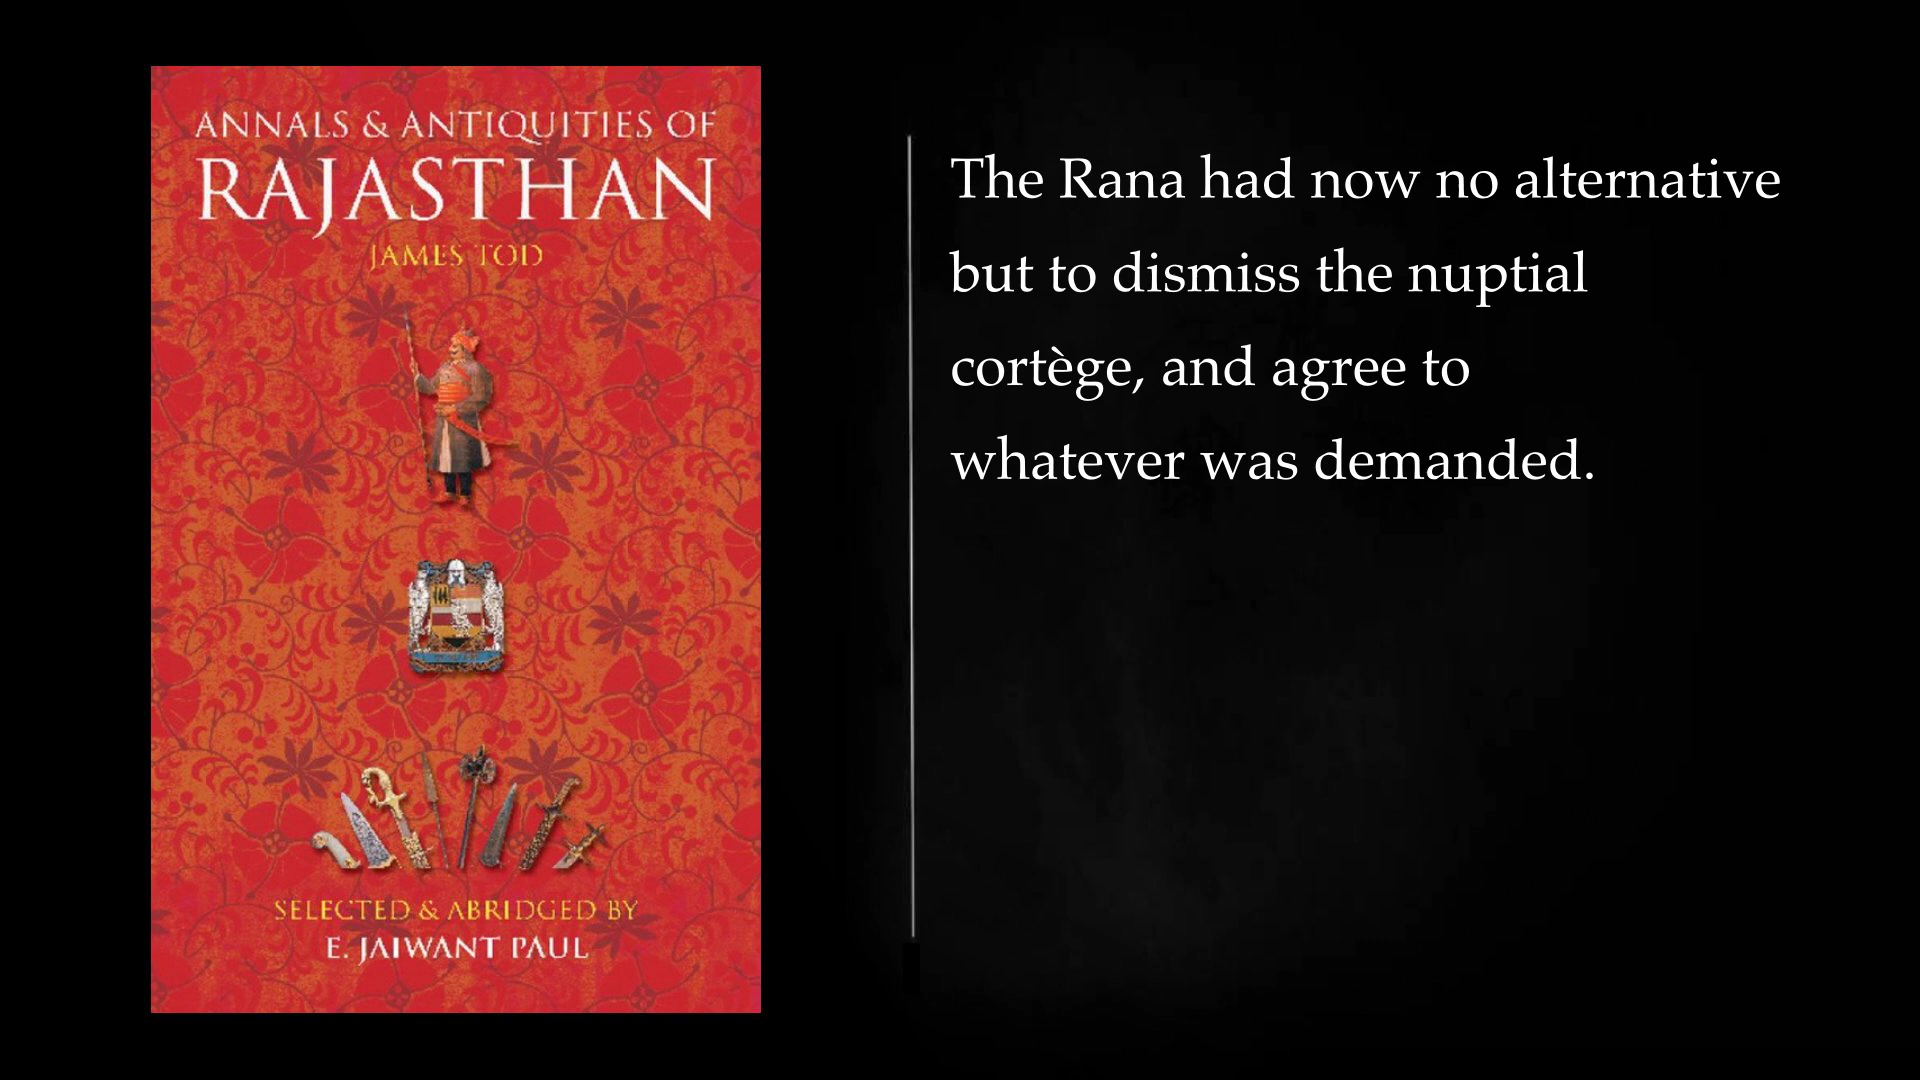 ANNALS & ANTIQUITIES OF
RAJASTHAN
JAMES TOD
SELECTED & ABRIDGED BY
E. JAIWANT PAUL
The Rana had now no alternative
but to dismiss the nuptial
cortège, and agree to
whatever was demanded.